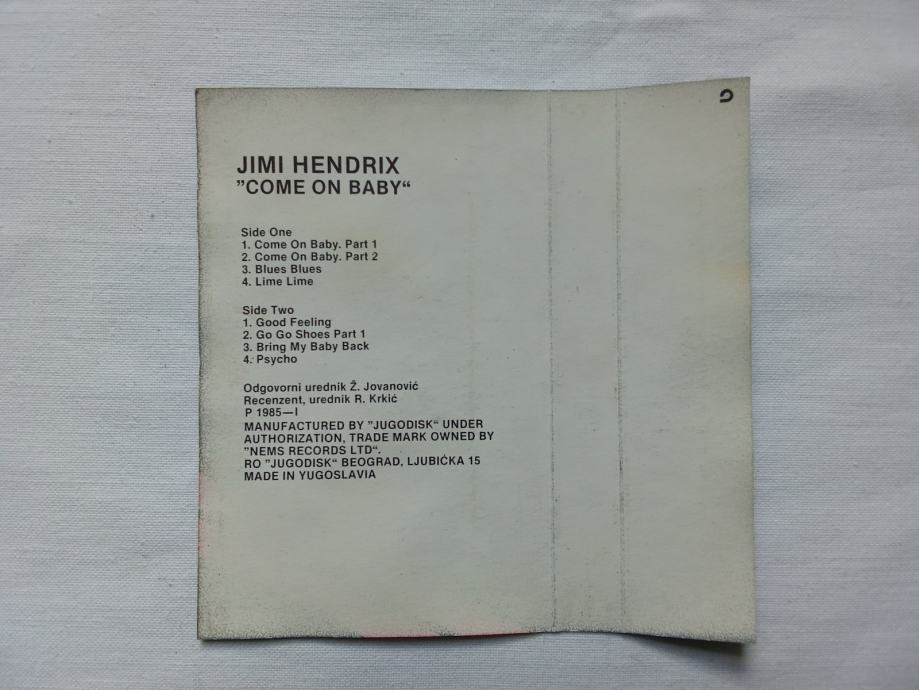 JIMI HENDRIX
”COME ON BABY“
Side One
1. Come On Baby. Part 1
2. Come On Baby. Part 2
3. Blues Blues
4. Lime Lime
Side Two
1. Good Feeling
2. Go Go Shoes Part 1
3. Bring My Baby Back
4. Psycho
Odgovorni urednik Ž. Jovanović
Recenzent, urednik R. Krkić
P 1985—I
MANUFACTURED BY ”JUGODISK“ UNDER
AUTHORIZATION, TRADE MARK OWNED BY
”NEMS RECORDS LTD“.
RO ”JUGODISK“ BEOGRAD, LJUBIĆKA 15
MADE IN YUGOSLAVIA